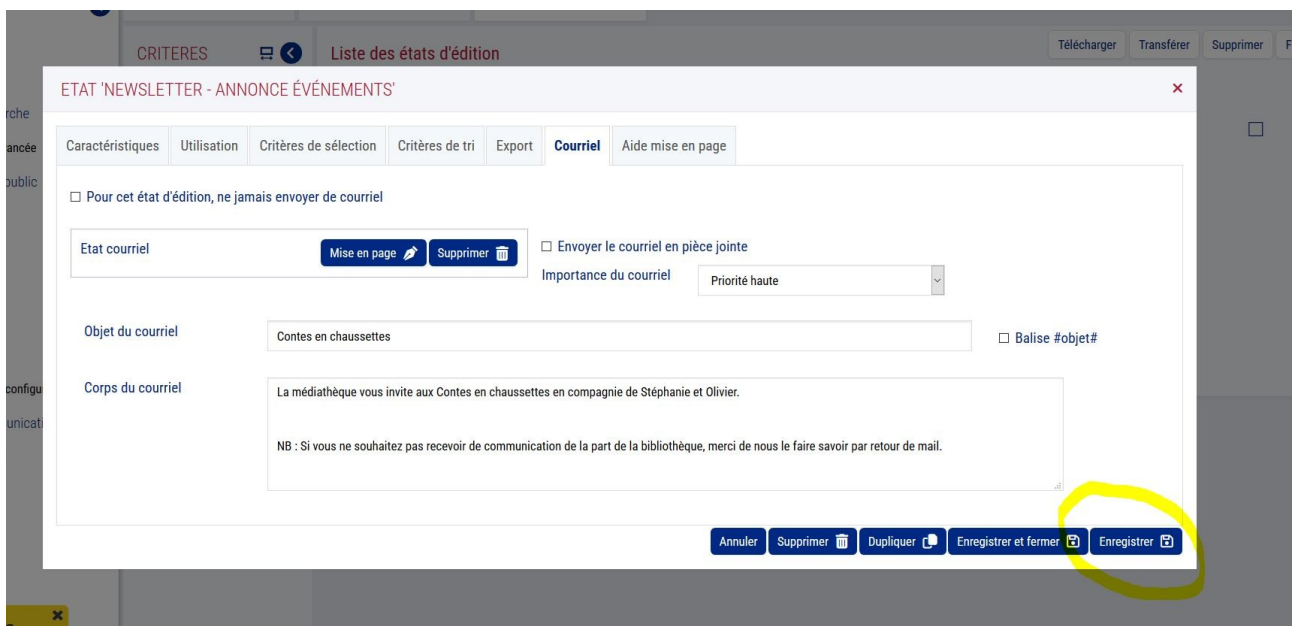 CRITERES
Liste des états d'édition
Télécharger
Transférer
Supprimer
F
ETAT 'NEWSLETTER - ANNONCE ÉVÉNEMENTS'
rche
ancée
public
Caractéristiques
Utilisation
Critères de sélection
Critères de tri
Export
Courriel
Aide mise en page
Pour cet état d'édition, ne jamais envoyer de courriel
Etat courriel
Mise en page
Supprimer
Envoyer le courriel en pièce jointe
Importance du courriel
Priorité haute
Objet du courriel
Contes en chaussettes
Balise #objet#
configu
unicati
Corps du courriel
La médiathèque vous invite aux Contes en chaussettes en compagnie de Stéphanie et Olivier.
NB : Si vous ne souhaitez pas recevoir de communication de la part de la bibliothèque, merci de nous le faire savoir par retour de mail.
Annuler
Supprimer
Dupliquer
Enregistrer et fermer
Enregistrer